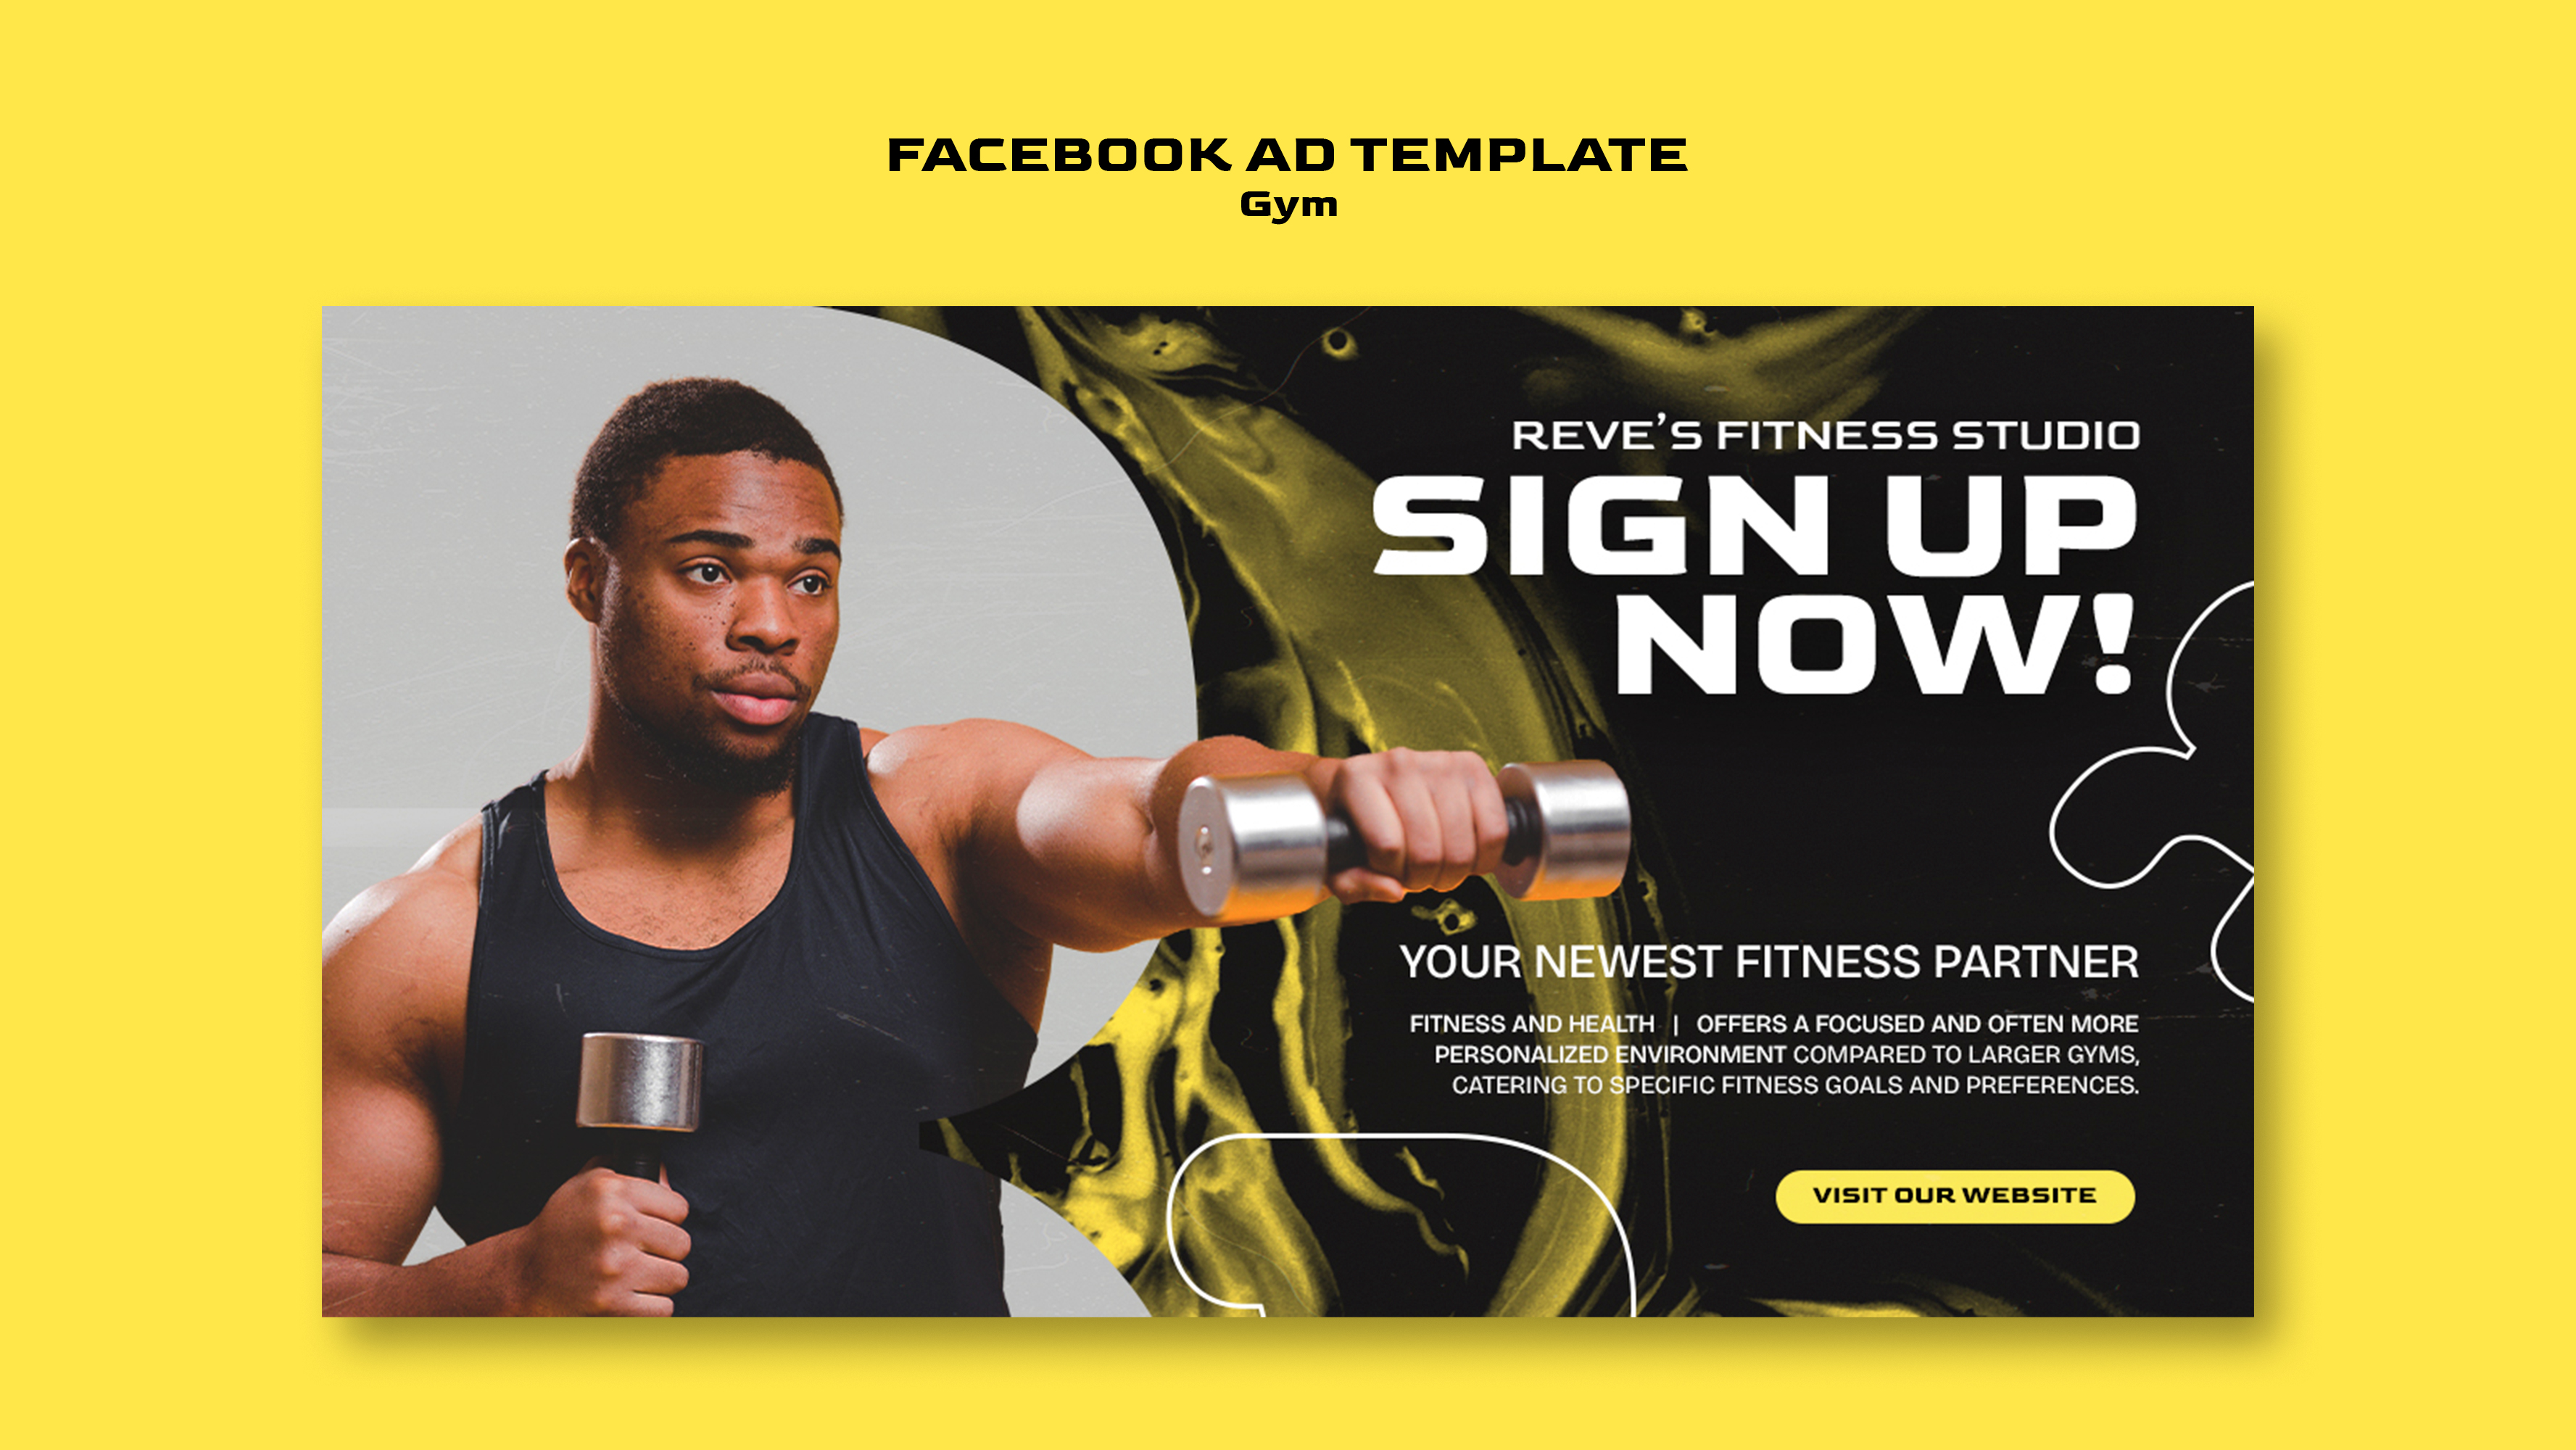 FACEBOOK AD TEMPLATE
Gym
REVE'S FITNESS STUDIO
SIGN UP
NOW!
YOUR NEWEST FITNESS PARTNER
FITNESS AND HEALTH | OFFERS A FOCUSED AND OFTEN MORE
PERSONALIZED ENVIRONMENT COMPARED TO LARGER GYMS,
CATERING TO SPECIFIC FITNESS GOALS AND PREFERENCES.
VISIT OUR WEBSITE